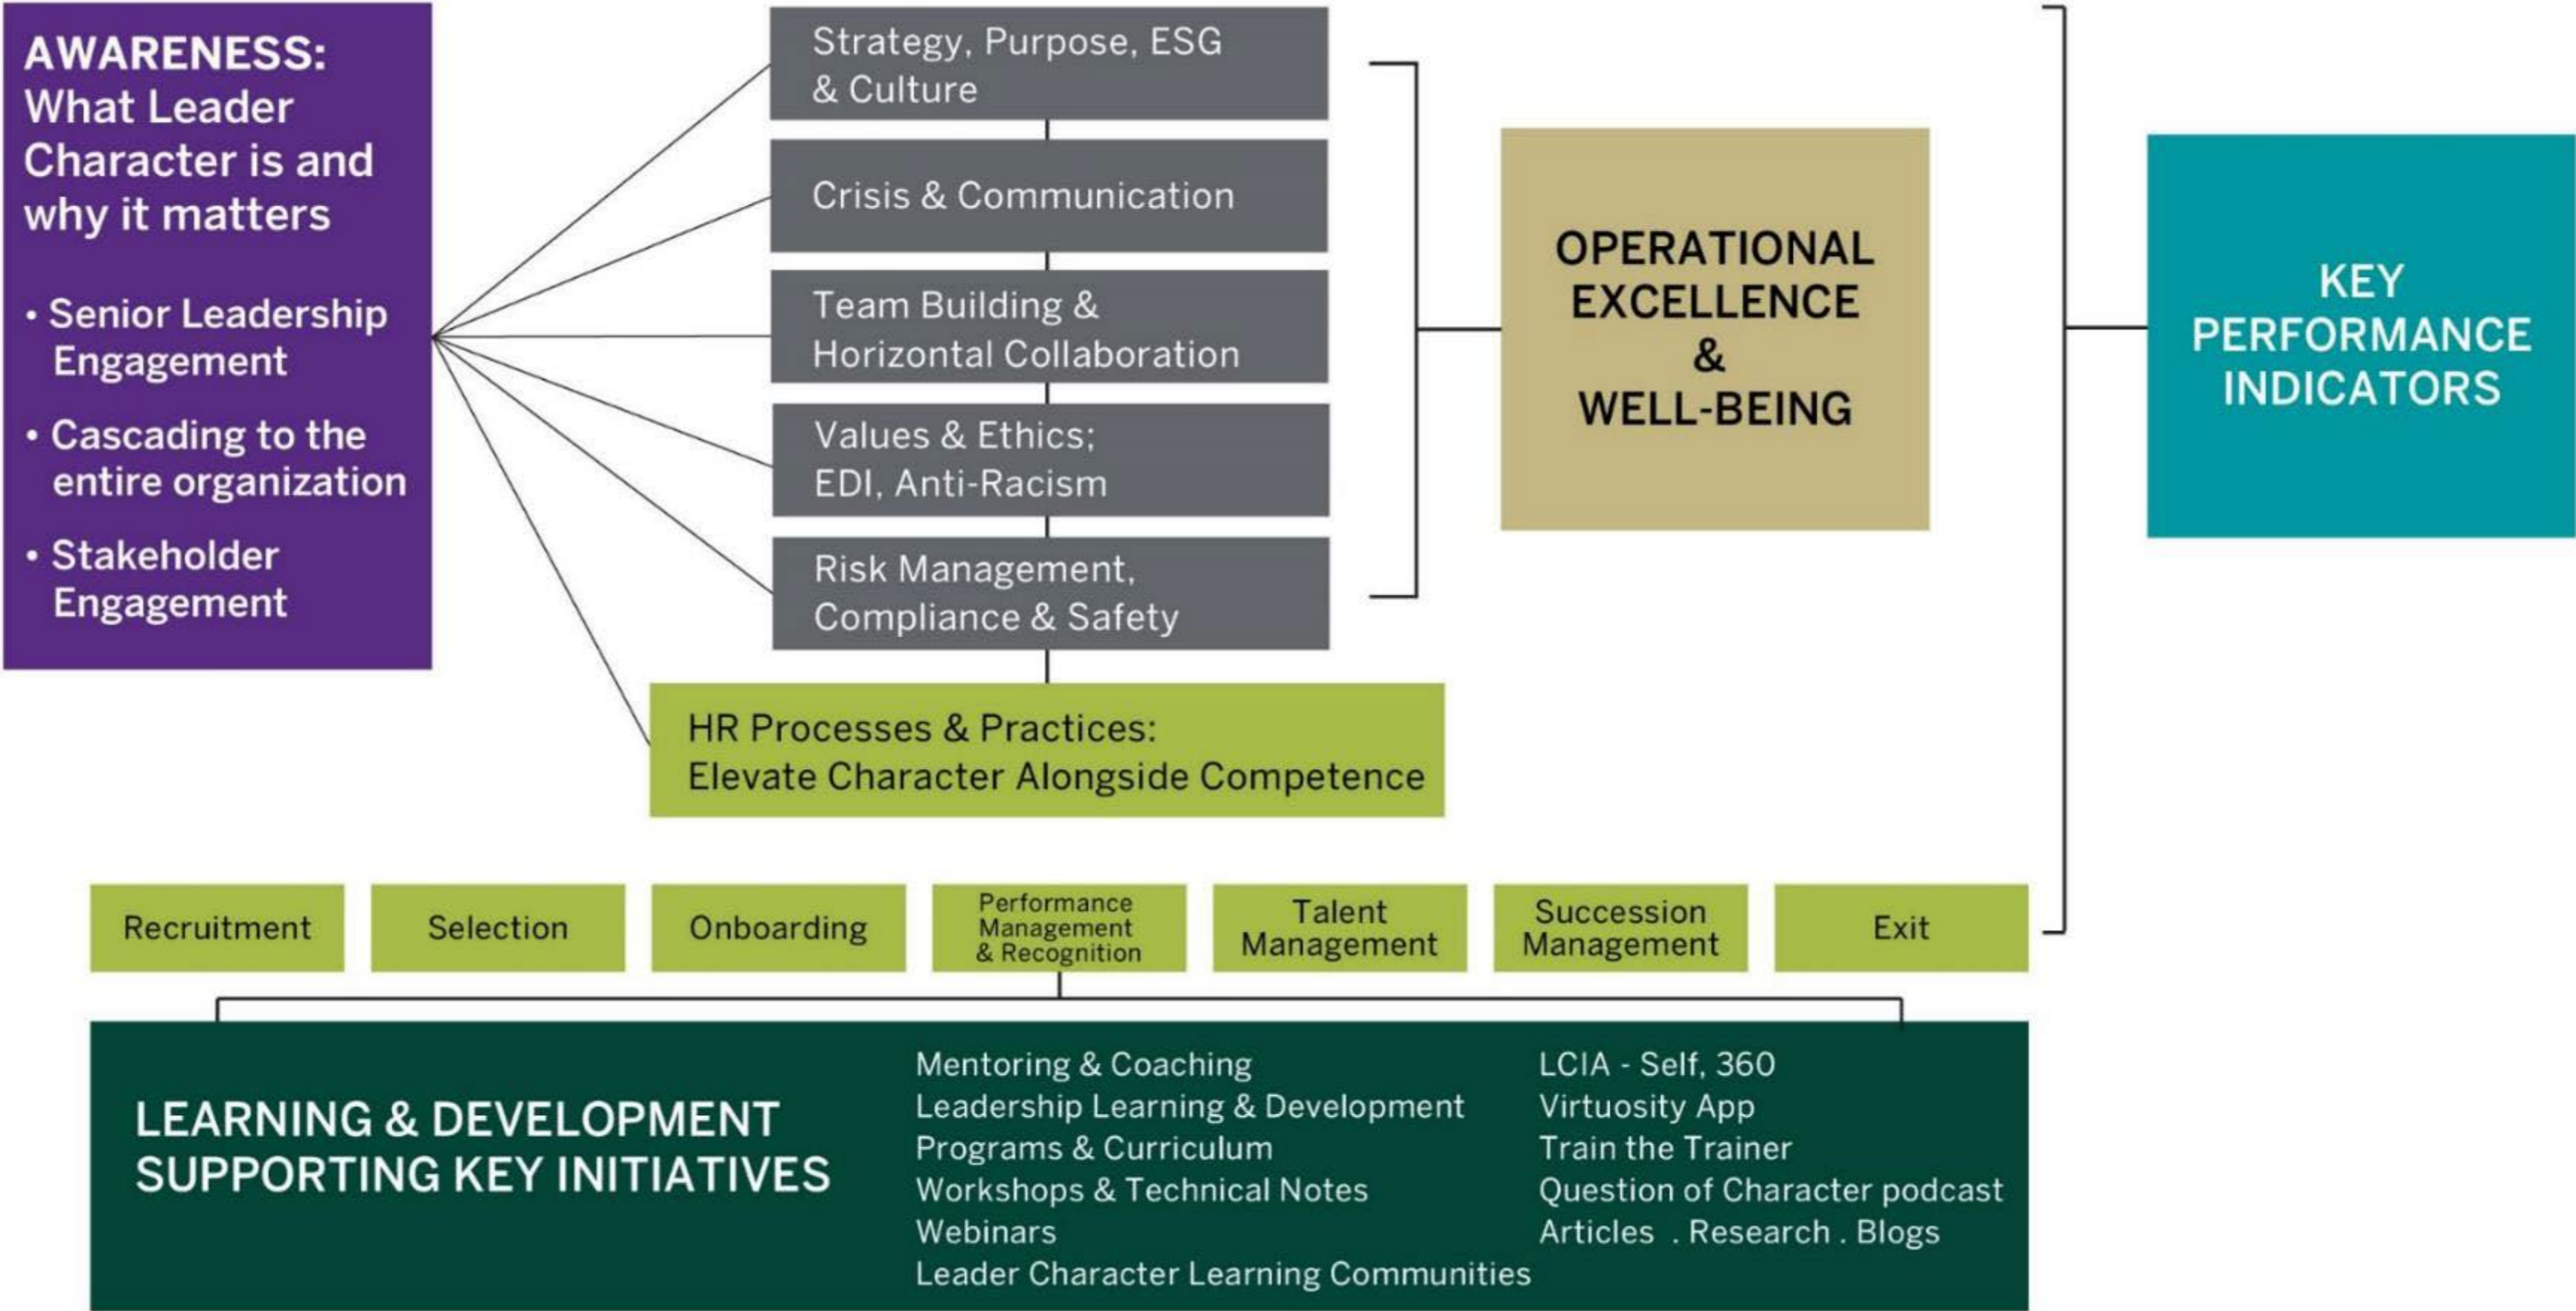 AWARENESS:
What Leader
Character is and
why it matters
• Senior Leadership
Engagement
• Cascading to the
entire organization
• Stakeholder
Engagement
Strategy, Purpose, ESG
& Culture
Crisis & Communication
Team Building &
Horizontal Collaboration
Values & Ethics;
EDI, Anti-Racism
Risk Management,
Compliance & Safety
HR Processes & Practices:
Elevate Character Alongside Competence
OPERATIONAL
EXCELLENCE
&
WELL-BEING
KEY
PERFORMANCE
INDICATORS
Recruitment
Selection
Onboarding
Performance
Management
& Recognition
Talent
Management
Succession
Management
Exit
LEARNING & DEVELOPMENT
SUPPORTING KEY INITIATIVES
Mentoring & Coaching
Leadership Learning & Development
Programs & Curriculum
Workshops & Technical Notes
Webinars
Leader Character Learning Communities
LCIA - Self, 360
Virtuosity App
Train the Trainer
Question of Character podcast
Articles . Research . Blogs